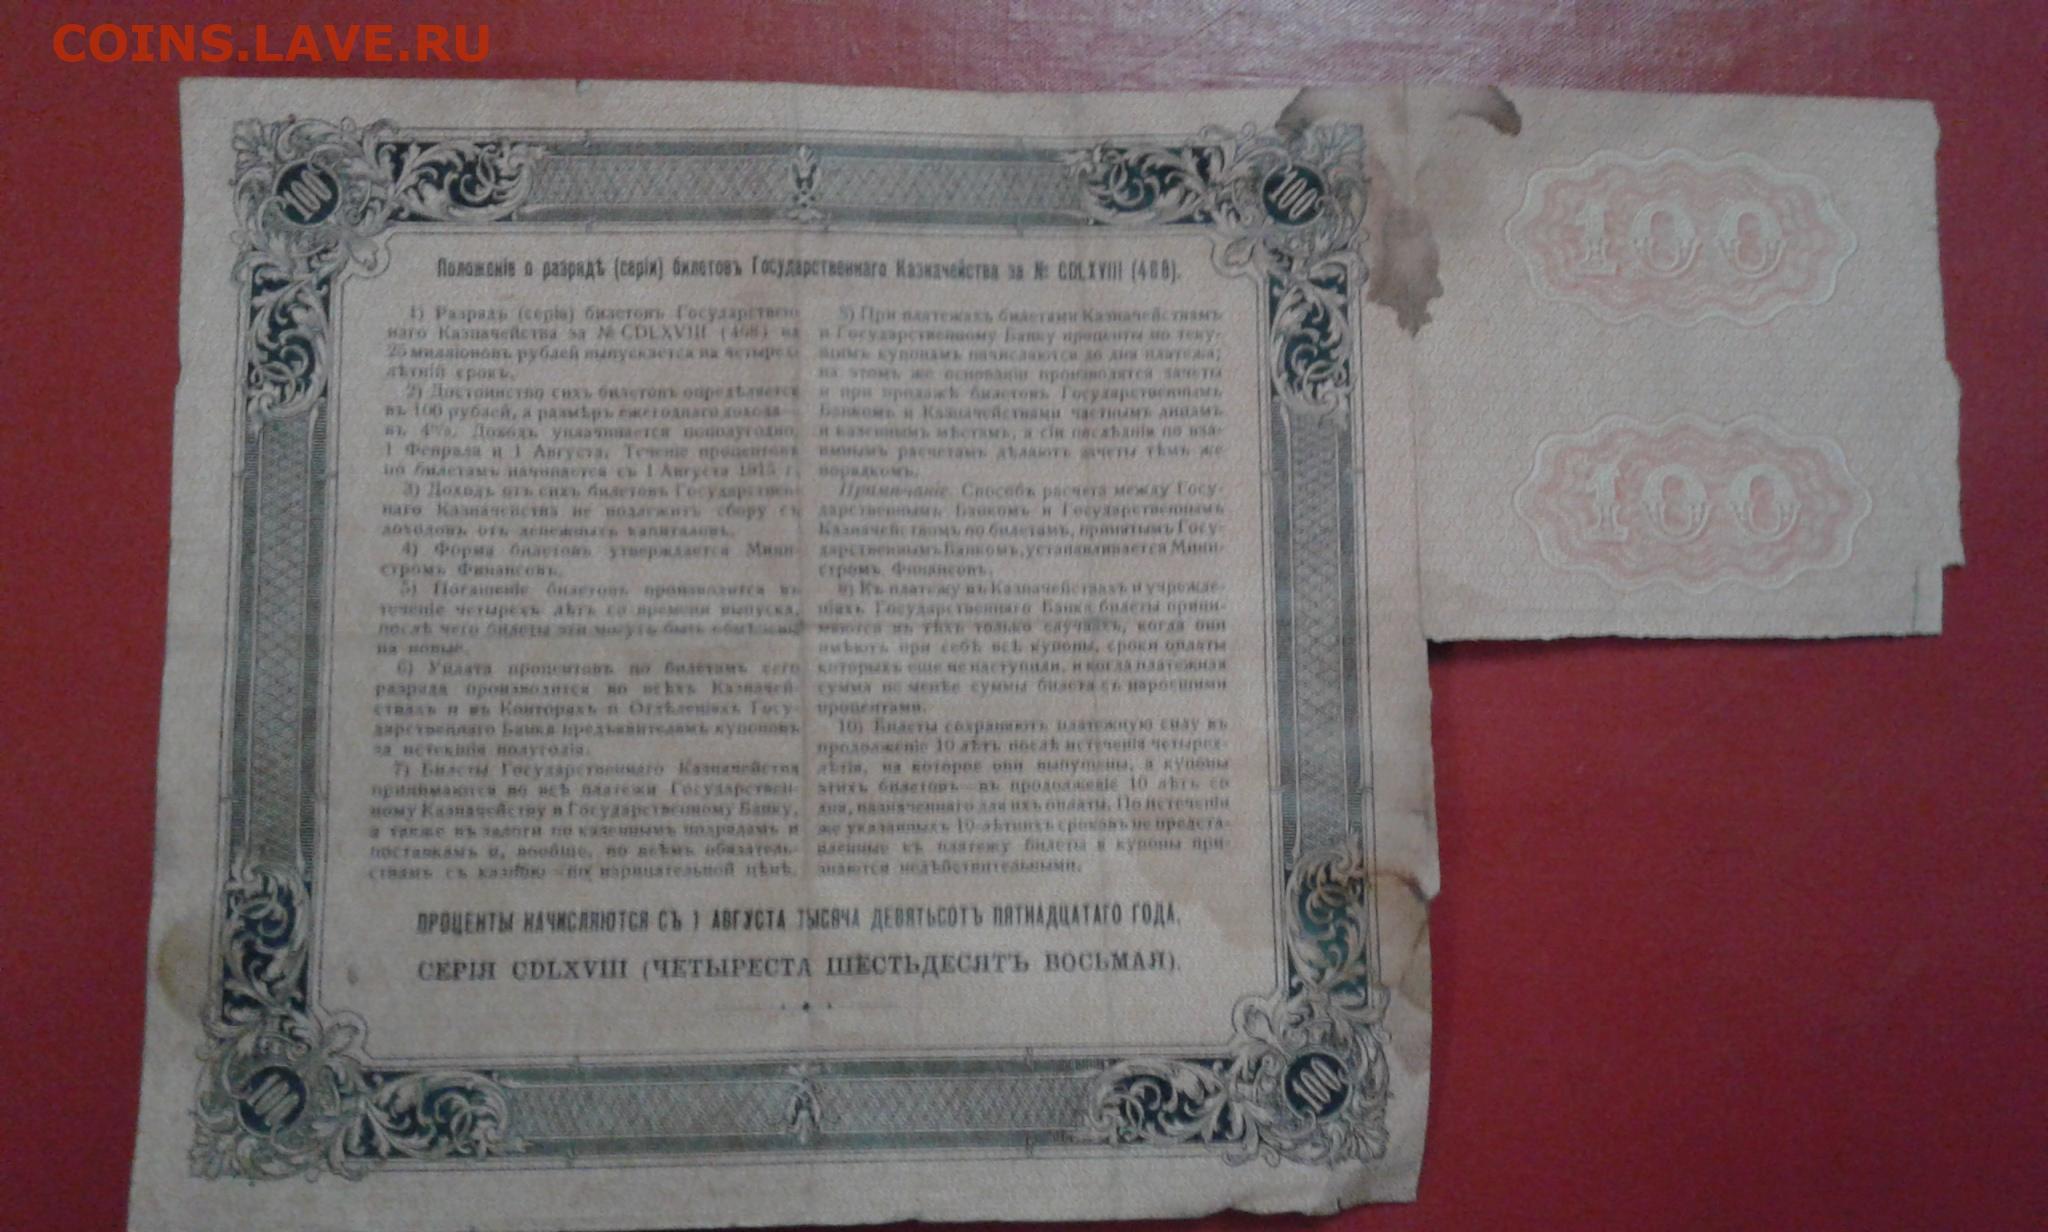 COINS.LAVE.RU
100
100
100
100
Положеніе о разрядѣ (серіи) билетовъ Государственнаго Казначейства за № CDLXVIII (468).
1) Разрядъ (серія) билетовъ Государствен-
наго Казначейства за № CDLXVIII (468) на
25 милліоновъ рублей выпускается на четырех-
лѣтній срокъ.
2) Достоинство сихъ билетовъ опредѣляется
въ 100 рублей, а размѣръ ежегоднаго дохода—
въ 4%. Доходъ уплачивается пополугодно,
1 Февраля и 1 Августа. Теченіе процентовъ
по билетамъ начинается съ 1 Августа 1915 г.
3) Доходъ отъ сихъ билетовъ Государствен-
наго Казначейства не подлежитъ сбору съ
доходовъ отъ денежныхъ капиталовъ.
4) Форма билетовъ утверждается Мини-
стромъ Финансовъ.
5) Погашеніе билетовъ производится въ
теченіе четырехъ лѣтъ со времени выпуска,
послѣ чего билеты эти могутъ быть обмѣнены
на новые.
6) Уплата процентовъ по билетамъ сего
разряда производится во всѣхъ Казначей-
ствахъ и въ Конторахъ и Отдѣленіяхъ Госу-
дарственнаго Банка предъявителямъ купоновъ
за истекшія полугодія.
7) Билеты Государственнаго Казначейства
принимаются во всѣ платежи Государствен-
ному Казначейству и Государственному Банку,
а также въ залоги по казеннымъ подрядамъ и
поставкамъ и, вообще, по всѣмъ обязатель-
ствамъ съ казною—по нарицательной цѣнѣ.
8) При платежахъ билетами Казначействамъ
и Государственному Банку проценты по теку-
щимъ купонамъ начисляются до дня платежа;
на этомъ же основаніи производятся зачеты
и при продажѣ билетовъ Государственнымъ
Банкомъ и Казначействами частнымъ лицамъ
и казеннымъ мѣстамъ, а сіи послѣднія по вза-
имнымъ расчетамъ дѣлаютъ зачеты тѣмъ же
порядкомъ.
Примѣчаніе. Способъ расчета между Госу-
дарственнымъ Банкомъ и Государственнымъ
Казначействомъ по билетамъ, принятымъ Госу-
дарственнымъ Банкомъ, устанавливается Мини-
стромъ Финансовъ.
9) Къ платежу въ Казначействахъ и учрежде-
ніяхъ Государственнаго Банка билеты прини-
маются въ тѣхъ только случаяхъ, когда они
имѣютъ при себѣ всѣ купоны, сроки оплаты
которыхъ еще не наступили, и когда платежная
сумма не менѣе суммы билета съ наросшими
процентами.
10) Билеты сохраняютъ платежную силу въ
продолженіе 10 лѣтъ послѣ истеченія четырех-
лѣтія, на которое они выпущены, а купоны
этихъ билетовъ—въ продолженіе 10 лѣтъ со
дня, назначеннаго для ихъ оплаты. По истеченіи
же указанныхъ 10-лѣтнихъ сроковъ не предста-
вленные къ платежу билеты и купоны при-
знаются недѣйствительными.
ПРОЦЕНТЫ НАЧИСЛЯЮТСЯ СЪ 1 АВГУСТА ТЫСЯЧА ДЕВЯТЬСОТЪ ПЯТНАДЦАТАГО ГОДА.
СЕРІЯ CDLXVIII (ЧЕТЫРЕСТА ШЕСТЬДЕСЯТЪ ВОСЬМАЯ).
100
100